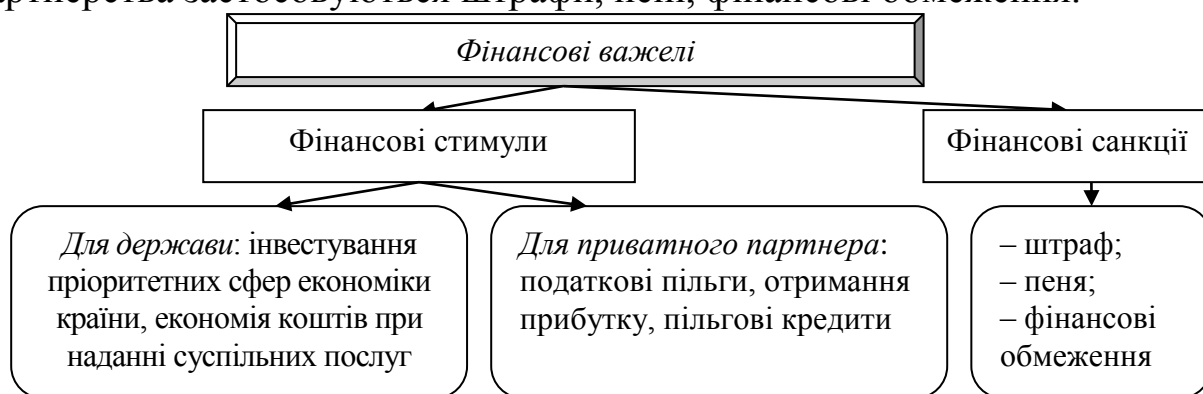 застосовуються штрафи, пені, фінансові обмеження.
Фінансові важелі
Фінансові стимули
Фінансові санкції
Для держави: інвестування
пріоритетних сфер економіки
країни, економія коштів при
наданні суспільних послуг
Для приватного партнера:
податкові пільги, отримання
прибутку, пільгові кредити
– штраф;
– пеня;
– фінансові
обмеження